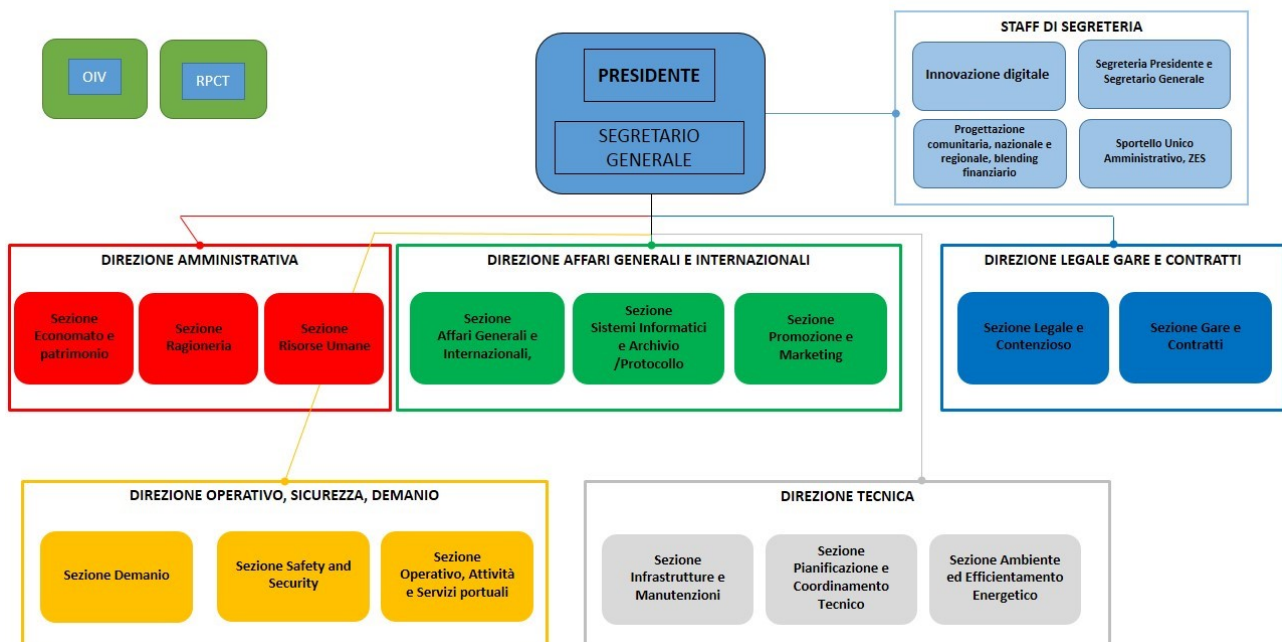 OIV
RPCT
PRESIDENTE
SEGRETARIO
GENERALE
STAFF DI SEGRETERIA
Innovazione digitale
Segreteria Presidente e
Segretario Generale
Progettazione
comunitaria, nazionale e
regionale, blending
finanziario
Sportello Unico
Amministrativo, ZES
DIREZIONE AMMINISTRATIVA
Sezione
Economato e
patrimonio
Sezione
Ragioneria
Sezione
Risorse Umane
DIREZIONE AFFARI GENERALI E INTERNAZIONALI
Sezione
Affari Generali e
Internazionali,
Sezione
Sistemi Informatici
e Archivio
/Protocollo
Sezione
Promozione e
Marketing
DIREZIONE LEGALE GARE E CONTRATTI
Sezione Legale e
Contenzioso
Sezione Gare e
Contratti
DIREZIONE OPERATIVO, SICUREZZA, DEMANIO
Sezione Demanio
Sezione Safety and
Security
Sezione
Operativo, Attività
e Servizi portuali
DIREZIONE TECNICA
Sezione
Infrastrutture e
Manutenzioni
Sezione
Pianificazione e
Coordinamento
Tecnico
Sezione Ambiente
ed Efficientamento
Energetico